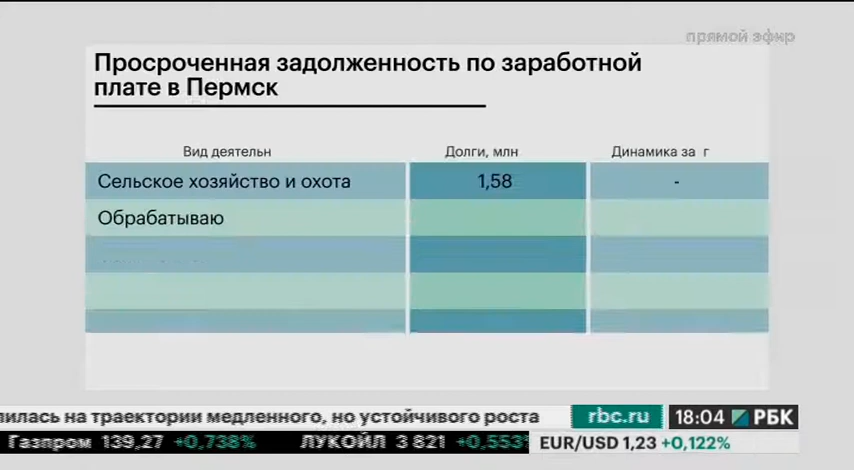 прямой эфир
Просроченная задолженность по заработной
плате в Пермск
Вид деятельн Долги, млн Динамика за г
Сельское хозяйство и охота 1,58 -
Обрабатываю
лилась на траектории медленного, но устойчивого роста rbc.ru 18:04 РБК
Газпром 139,27 +0,738% ЛУКОЙЛ 3 821 +0,553% EUR/USD 1,23 +0,122%